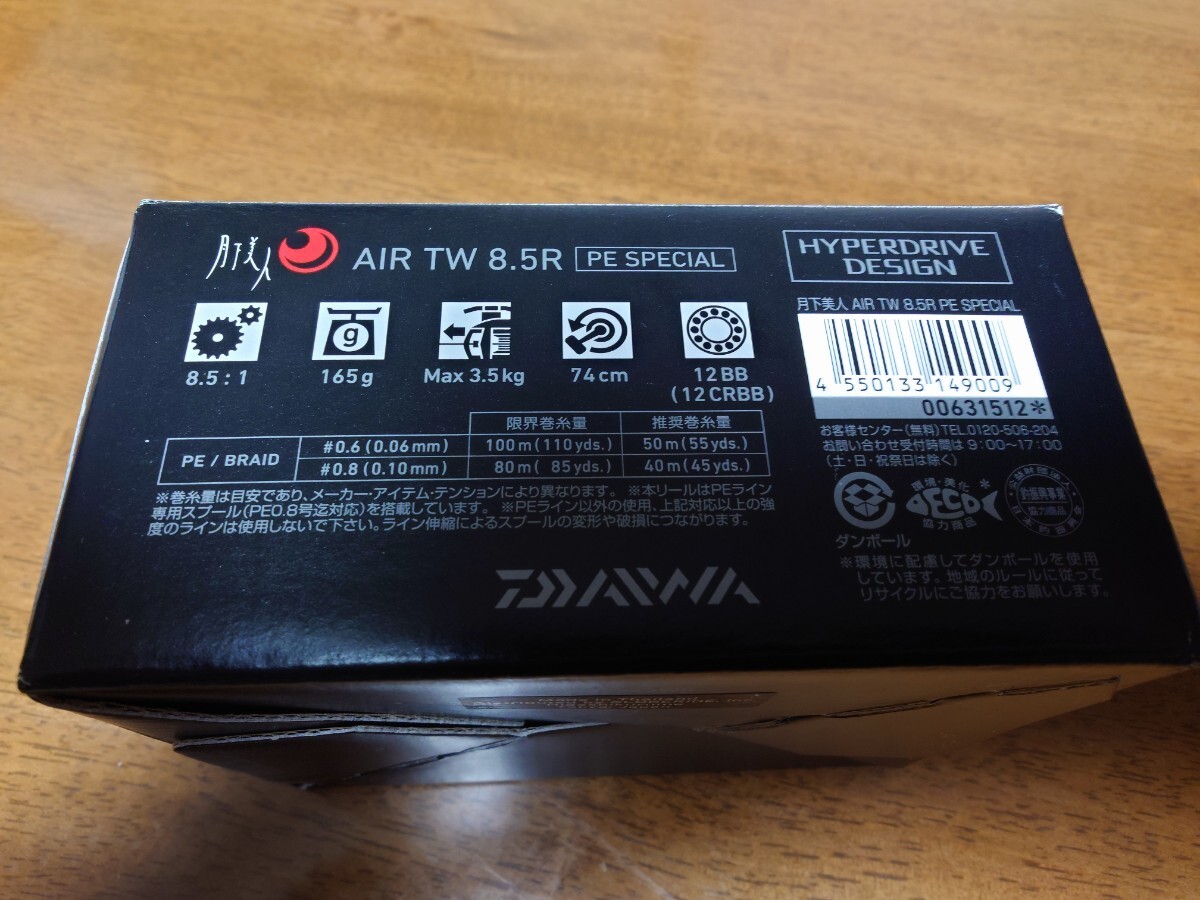 月下美人 AIR TW 8.5R PE SPECIAL
HYPERDRIVE
DESIGN
月下美人 AIR TW 8.5R PE SPECIAL
4 550133 149009
00631512*
g
8.5:1 165g Max 3.5kg 74cm 12BB
(12CRBB)
限界巻糸量 推奨巻糸量
PE / BRAID #0.6(0.06mm) 100m(110yds.) 50m(55yds.)
#0.8(0.10mm) 80m( 85yds.) 40m(45yds.)
※巻糸量は目安であり、メーカー・アイテム・テンションにより異なります。 ※本リールはPEライン
専用スプール(PE0.8号迄対応)を搭載しています。 ※PEライン以外の使用、上記対応以上の強
度のラインは使用しないで下さい。ライン伸縮によるスプールの変形や破損につながります。
お客様センター(無料)TEL.0120-506-204
お問い合わせ受付時間は 9:00〜17:00
(土・日・祝祭日は除く)
環境・美化
ECO
協力商品
ダンボール
※環境に配慮してダンボールを使用
しています。地域のルールに従って
リサイクルにご協力をお願いします。
DAIWA